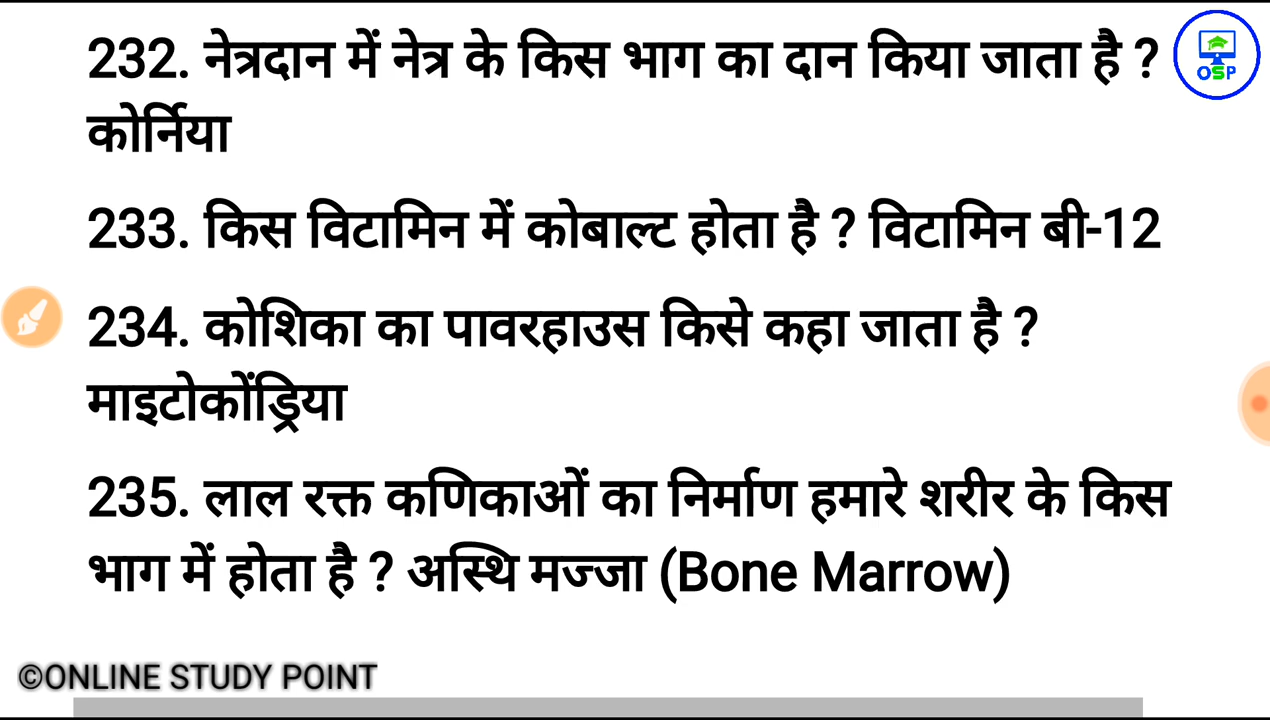 232. नेत्रदान में नेत्र के किस भाग का दान किया जाता है ?
कोर्निया
233. किस विटामिन में कोबाल्ट होता है ? विटामिन बी-12
234. कोशिका का पावरहाउस किसे कहा जाता है ?
माइटोकोंड्रिया
235. लाल रक्त कणिकाओं का निर्माण हमारे शरीर के किस
भाग में होता है ? अस्थि मज्जा (Bone Marrow)
OSP
©ONLINE STUDY POINT